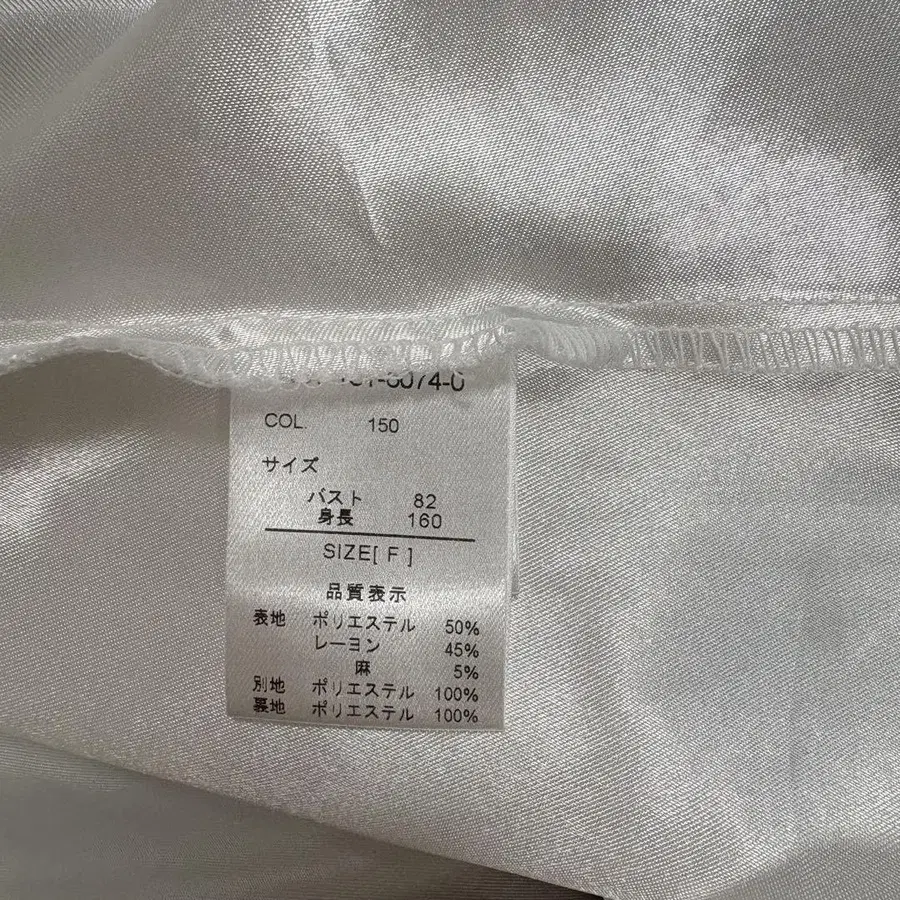 -6074-0
COL. 150
サイズ
バスト 82
身長 160
SIZE[ F ]
品質表示
表地 ポリエステル 50%
レーヨン 45%
麻 5%
別地 ポリエステル 100%
裏地 ポリエステル 100%